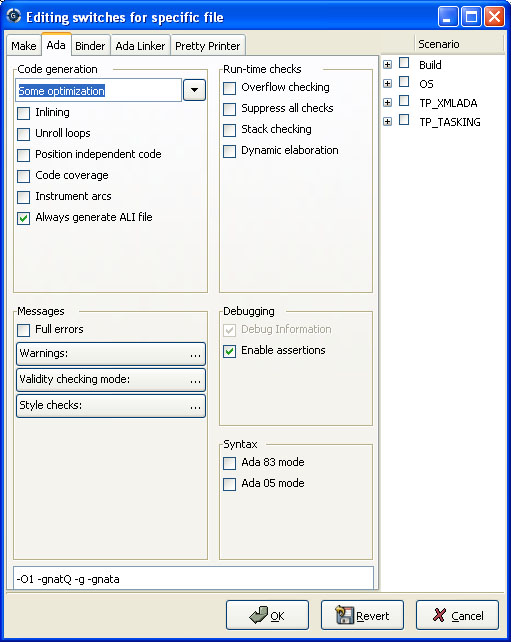 Editing switches for specific file
Make Ada Binder Ada Linker Pretty Printer
Code generation
Some optimization
Inlining
Unroll loops
Position independent code
Code coverage
Instrument arcs
Always generate ALI file
Run-time checks
Overflow checking
Suppress all checks
Stack checking
Dynamic elaboration
Messages
Full errors
Warnings: ...
Validity checking mode: ...
Style checks: ...
Debugging
Debug Information
Enable assertions
Syntax
Ada 83 mode
Ada 05 mode
-O1 -gnatQ -g -gnata
Scenario
Build
OS
TP_XMLADA
TP_TASKING
OK Revert Cancel